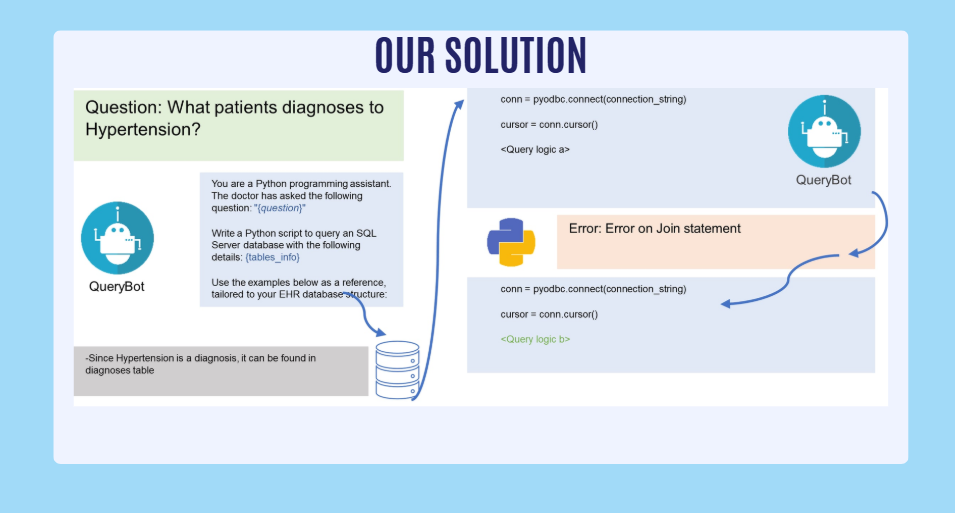 OUR SOLUTION
Question: What patients diagnoses to
Hypertension?
You are a Python programming assistant.
The doctor has asked the following
question: "{question}"
Write a Python script to query an SQL
Server database with the following
details: {tables_info}
Use the examples below as a reference,
tailored to your EHR database structure:
QueryBot
-Since Hypertension is a diagnosis, it can be found in
diagnoses table
conn = pyodbc.connect(connection_string)
cursor = conn.cursor()
<Query logic a>
QueryBot
Error: Error on Join statement
conn = pyodbc.connect(connection_string)
cursor = conn.cursor()
<Query logic b>